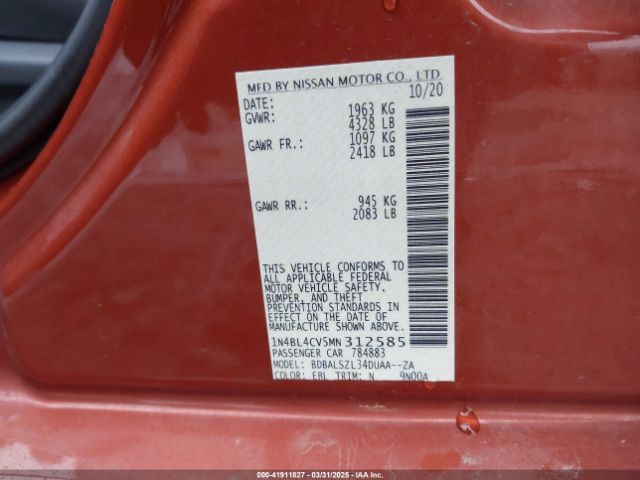 MFD BY NISSAN MOTOR CO., LTD
DATE: 10/20
GVWR: 1963 KG
4328 LB
GAWR FR.: 1097 KG
2418 LB
GAWR RR.: 945 KG
2083 LB
THIS VEHICLE CONFORMS TO
ALL APPLICABLE FEDERAL
MOTOR VEHICLE SAFETY,
BUMPER, AND THEFT
PREVENTION STANDARDS IN
EFFECT ON THE DATE OF
MANUFACTURE SHOWN ABOVE.
1N4BL4CV5MN312585
PASSENGER CAR 784883
MODEL: BDBALSZL34DUAA--ZA
COLOR: EBL TRIM: N 9N00A
000-41911827 - 03/31/2025 - IAA Inc.